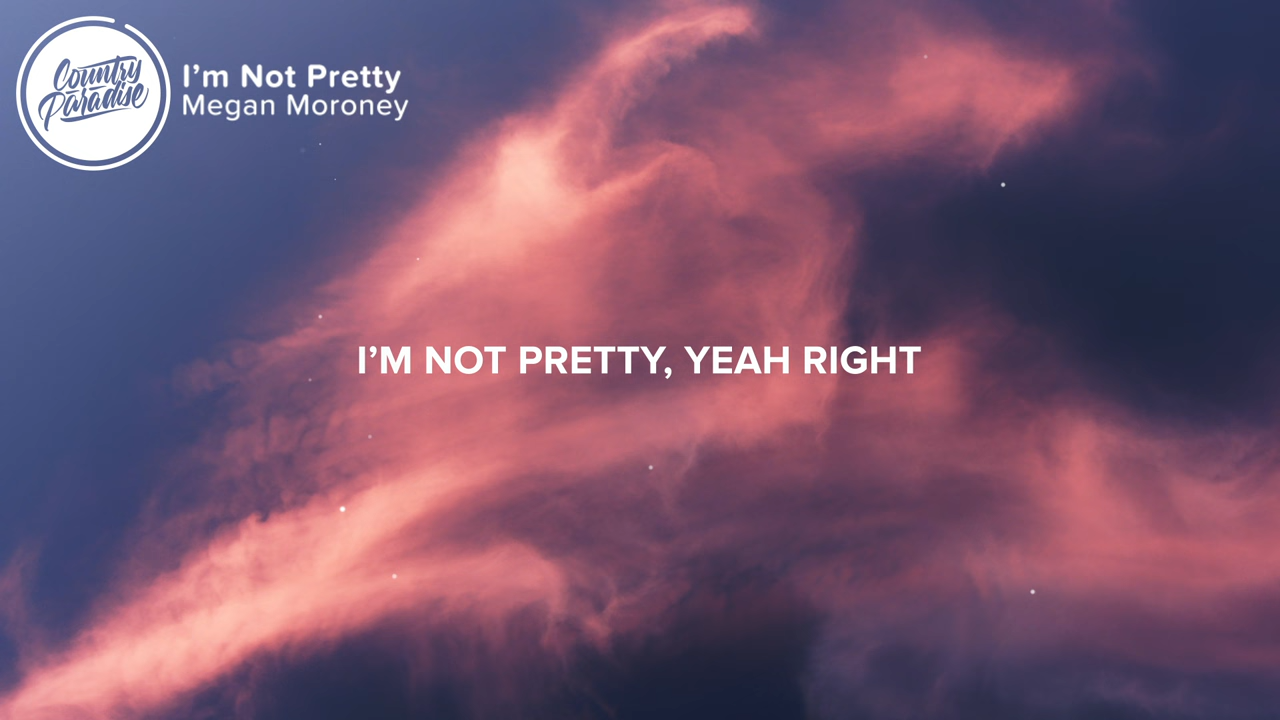 Country
Paradise
I’m Not Pretty
Megan Moroney
I’M NOT PRETTY, YEAH RIGHT